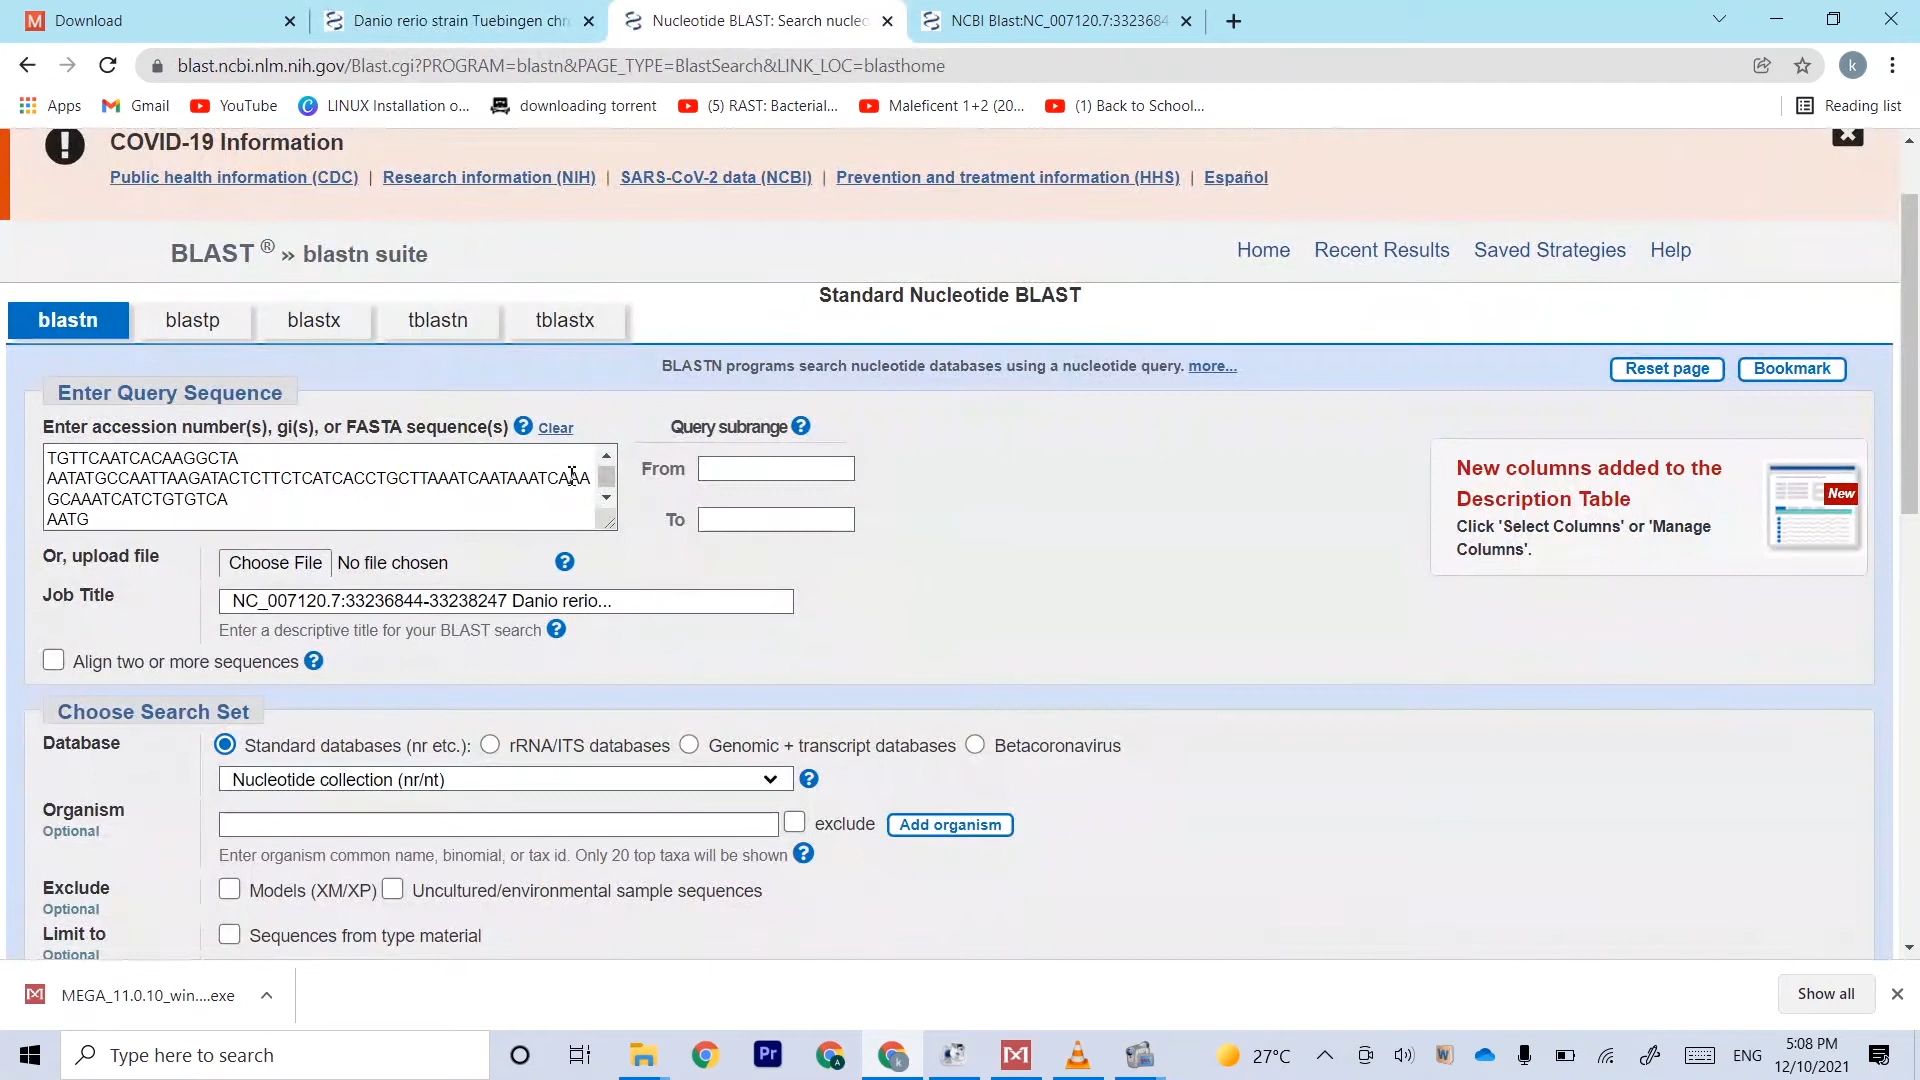 Download
Danio rerio strain Tuebingen chr
Nucleotide BLAST: Search nucleo
NCBI Blast:NC_007120.7:3323684
blast.ncbi.nlm.nih.gov/Blast.cgi?PROGRAM=blastn&PAGE_TYPE=BlastSearch&LINK_LOC=blasthome
k
Apps
Gmail
YouTube
LINUX Installation o...
downloading torrent
(5) RAST: Bacterial...
Maleficent 1+2 (20...
(1) Back to School...
Reading list
COVID-19 Information
Public health information (CDC) | Research information (NIH) | SARS-CoV-2 data (NCBI) | Prevention and treatment information (HHS) | Español
BLAST ® » blastn suite
Home Recent Results Saved Strategies Help
Standard Nucleotide BLAST
blastn blastp blastx tblastn tblastx
BLASTN programs search nucleotide databases using a nucleotide query. more...
Reset page Bookmark
Enter Query Sequence
Enter accession number(s), gi(s), or FASTA sequence(s) ? Clear
Query subrange ?
TGTTCAATCACAAGGCTA
AATATGCCAATTAAGATACTCTTCTCATCACCTGCTTAAATCAATAAATCAAA
GCAAATCATCTGTGTCA
AATG
From
To
New columns added to the
Description Table
Click 'Select Columns' or 'Manage
Columns'.
New
Or, upload file
Choose File No file chosen ?
Job Title
NC_007120.7:33236844-33238247 Danio rerio...
Enter a descriptive title for your BLAST search ?
Align two or more sequences ?
Choose Search Set
Database
Standard databases (nr etc.): rRNA/ITS databases Genomic + transcript databases Betacoronavirus
Nucleotide collection (nr/nt) ?
Organism
Optional
exclude Add organism
Enter organism common name, binomial, or tax id. Only 20 top taxa will be shown ?
Exclude
Optional
Models (XM/XP) Uncultured/environmental sample sequences
Limit to
Optional
Sequences from type material
MEGA_11.0.10_win....exe
Show all
Type here to search
27°C
ENG
5:08 PM
12/10/2021